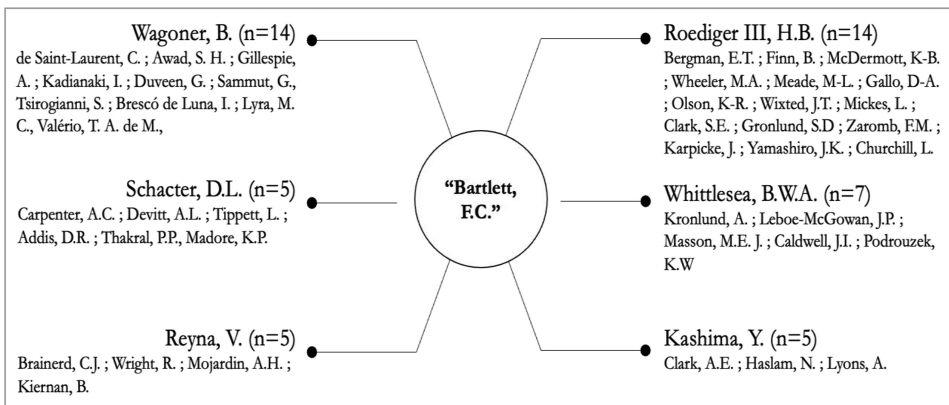 Wagoner, B. (n=14)
de Saint-Laurent, C. ; Awad, S. H. ; Gillespie,
A. ; Kadianaki, I. ; Duveen, G. ; Sammut, G.,
Tsirogianni, S. ; Brescó de Luna, I. ; Lyra, M.
C., Valério, T. A. de M.,
Schacter, D.L. (n=5)
Carpenter, A.C. ; Devitt, A.L. ; Tippett, L. ;
Addis, D.R. ; Thakral, P.P., Madore, K.P.
Reyna, V. (n=5)
Brainerd, C.J. ; Wright, R. ; Mojardin, A.H. ;
Kiernan, B.
“Bartlett,
F.C.”
Roediger III, H.B. (n=14)
Bergman, E.T. ; Finn, B. ; McDermott, K-B.
; Wheeler, M.A. ; Meade, M-L. ; Gallo, D-A.
; Olson, K-R. ; Wixted, J.T. ; Mickes, L. ;
Clark, S.E. ; Gronlund, S.D ; Zaromb, F.M. ;
Karpicke, J. ; Yamashiro, J.K. ; Churchill, L.
Whittlesea, B.W.A. (n=7)
Kronlund, A. ; Leboe-McGowan, J.P. ;
Masson, M.E. J. ; Caldwell, J.I. ; Podrouzek,
K.W
Kashima, Y. (n=5)
Clark, A.E. ; Haslam, N. ; Lyons, A.